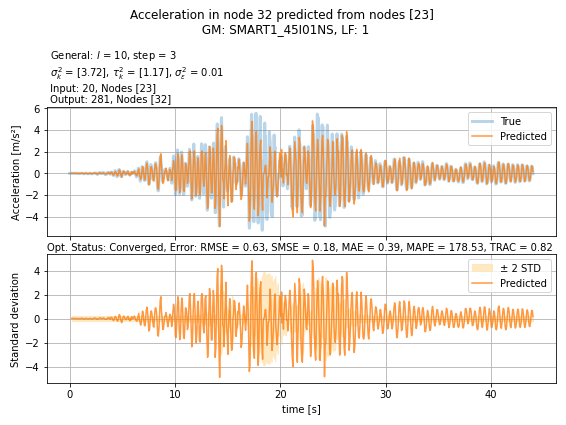 Acceleration in node 32 predicted from nodes [23]
GM: SMART1_45I01NS, LF: 1
General: l = 10, step = 3
σ²ₖ = [3.72], τ²ₖ = [1.17], σ²ε = 0.01
Input: 20, Nodes [23]
Output: 281, Nodes [32]
6
4
2
0
−2
−4
Acceleration [m/s²]
True
Predicted
Opt. Status: Converged, Error: RMSE = 0.63, SMSE = 0.18, MAE = 0.39, MAPE = 178.53, TRAC = 0.82
4
2
0
−2
−4
Standard deviation
± 2 STD
Predicted
0 10 20 30 40
time [s]